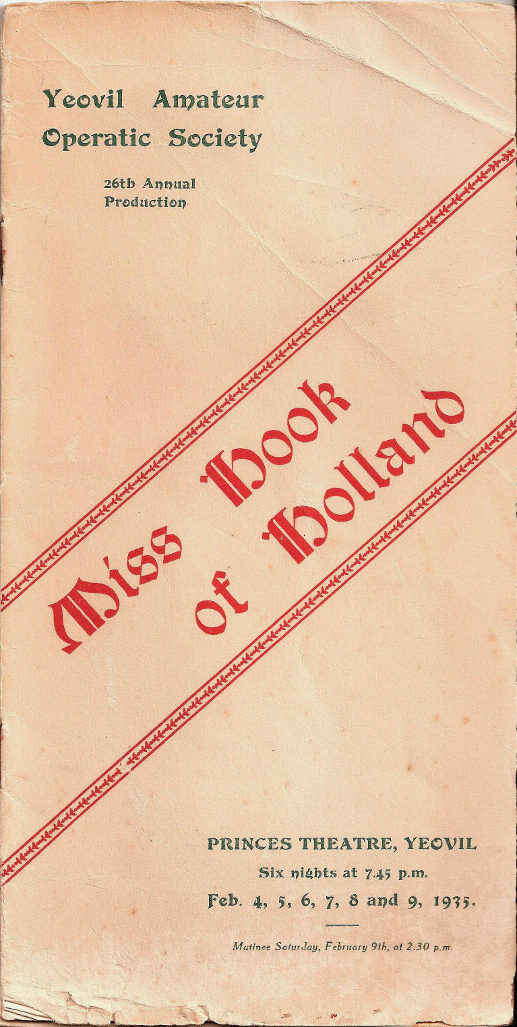 Yeovil Amateur
Operatic Society
26th Annual
Production
Miss Hook
of Holland
PRINCES THEATRE, YEOVIL
Six nights at 7.45 p.m.
Feb. 4, 5, 6, 7, 8 and 9, 1935.
Matinee Saturday, February 9th, at 2.30 p.m.